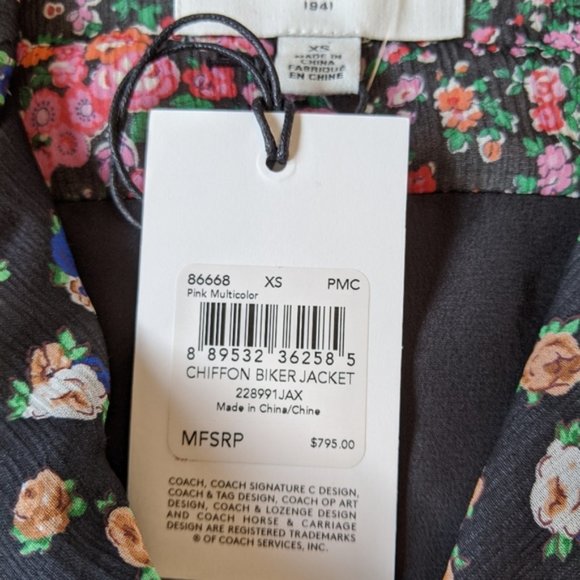 1941
XS
MADE IN
CHINA
FABRIQUÉ
EN CHINE
86668 XS PMC
Pink Multicolor
8 89532 36258 5
CHIFFON BIKER JACKET
228991JAX
Made in China/Chine
MFSRP $795.00
COACH, COACH SIGNATURE C DESIGN,
COACH & TAG DESIGN, COACH OP ART
DESIGN, COACH & LOZENGE DESIGN
AND COACH HORSE & CARRIAGE
DESIGN ARE REGISTERED TRADEMARKS
® OF COACH SERVICES, INC.